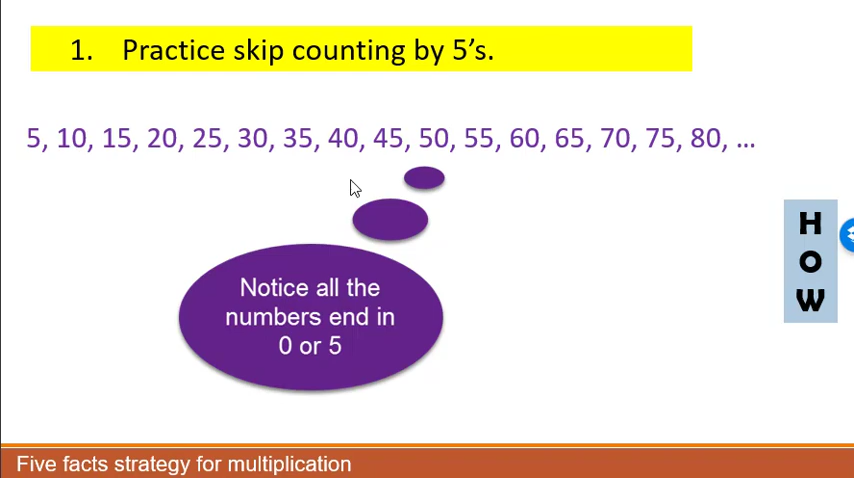 1. Practice skip counting by 5’s.
5, 10, 15, 20, 25, 30, 35, 40, 45, 50, 55, 60, 65, 70, 75, 80, ...
Notice all the
numbers end in
0 or 5
H
O
W
Five facts strategy for multiplication